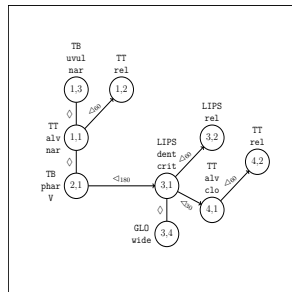 TB
uvul
nar
TT
rel
1,3
1,2
◊
◁60
TT
alv
nar
1,1
◊
TB
phar
V
2,1
◁180
LIPS
dent
crit
3,1
◁60
LIPS
rel
3,2
◁30
TT
alv
clo
4,1
◁60
TT
rel
4,2
◊
GLO
wide
3,4